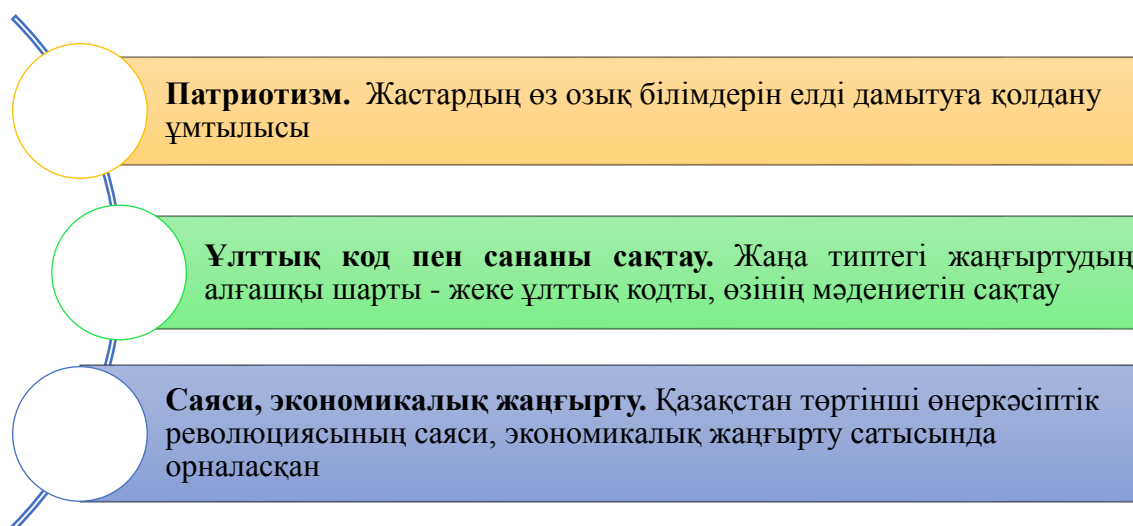 Патриотизм. Жастардың өз озық білімдерін елді дамытуға қолдану
ұмтылысы
Ұлттық код пен сананы сақтау. Жаңа типтегі жаңғыртудың
алғашқы шарты - жеке ұлттық кодты, өзінің мәдениетін сақтау
Саяси, экономикалық жаңғырту. Қазақстан төртінші өнеркәсіптік
революциясының саяси, экономикалық жаңғырту сатысында
орналасқан